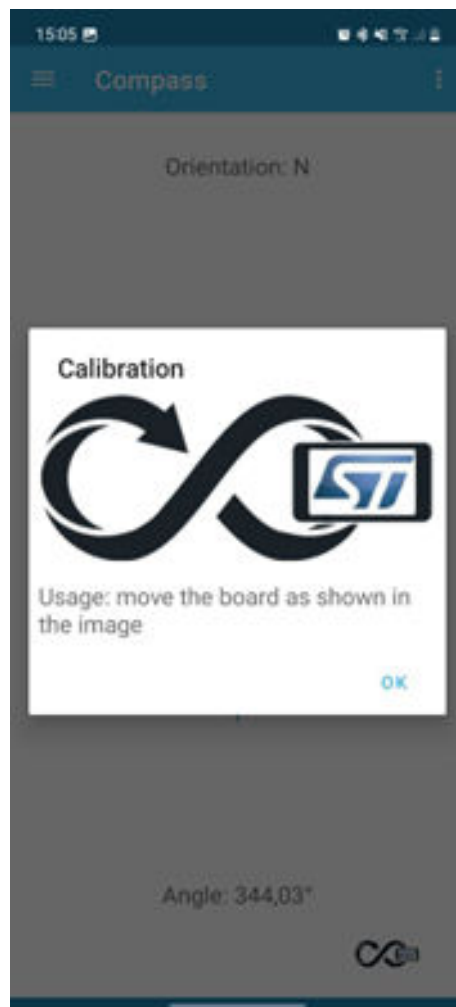 15:05
Compass
Orientation: N
Calibration
ST
Usage: move the board as shown in
the image
OK
Angle: 344,03°